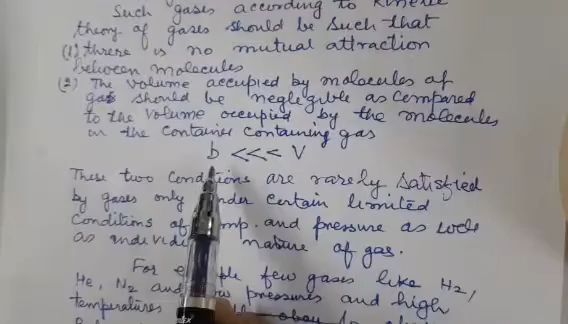 Such gases according to Kinetic
theory of gases should be such that
(1) threre is no mutual attraction
between molecules
(2) The volume occupied by molecules of
gas should be negligible as compared
to the volume occupied by the molecules
in the container containing gas
b <<< V
These two conditions are rarely satisfied
by gases only under certain limited
conditions of temp. and pressure as well
as individ nature of gas.
For e ple few gases like H2,
He, N2 and pressures and high
temperatures obey